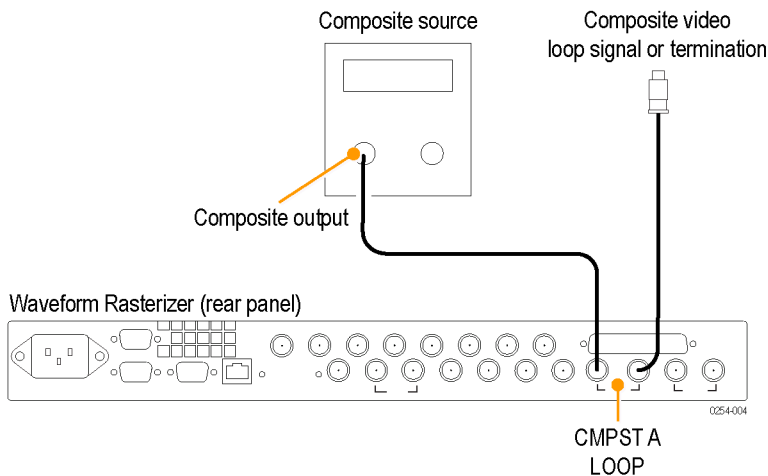 Composite source
Composite video
loop signal or termination
Composite output
Waveform Rasterizer (rear panel)
0254-004
CMPST A
LOOP